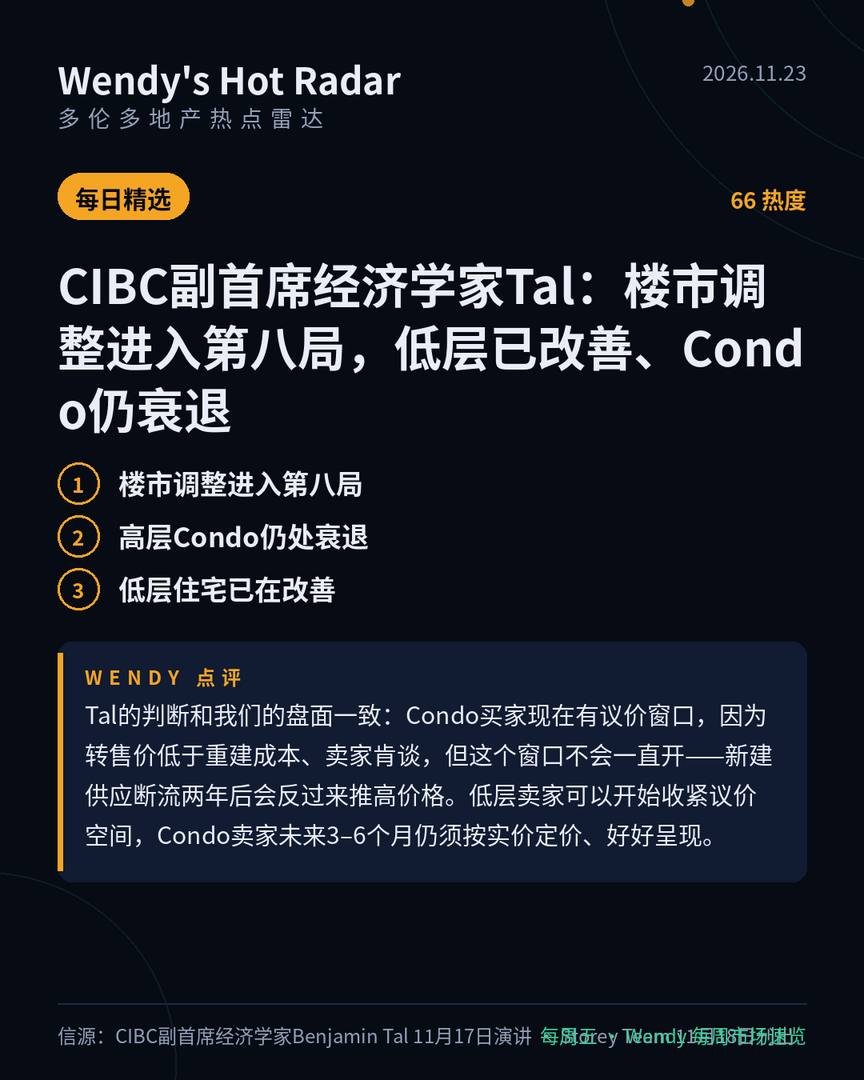 Wendy's Hot Radar
2026.11.23
多伦多地产热点雷达
每日精选
66 热度
CIBC副首席经济学家Tal：楼市调
整进入第八局，低层已改善、Cond
o仍衰退
1 楼市调整进入第八局
2 高层Condo仍处衰退
3 低层住宅已在改善
WENDY 点评
Tal的判断和我们的盘面一致：Condo买家现在有议价窗口，因为
转售价低于重建成本、卖家肯谈，但这个窗口不会一直开——新建
供应断流两年后会反过来推高价格。低层卖家可以开始收紧议价
空间，Condo卖家未来3–6个月仍须按实价定价、好好呈现。
信源：CIBC副首席经济学家Benjamin Tal 11月17日演讲